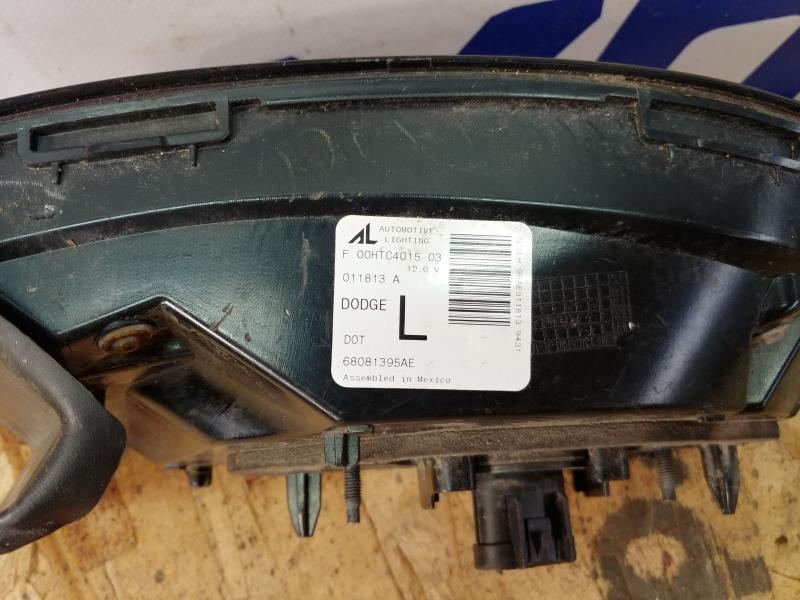 AL AUTOMOTIVE
LIGHTING
F 00HTC4015 03
12.0 V
011813 A
DODGE L
DOT
68081395AE
Assembled in Mexico